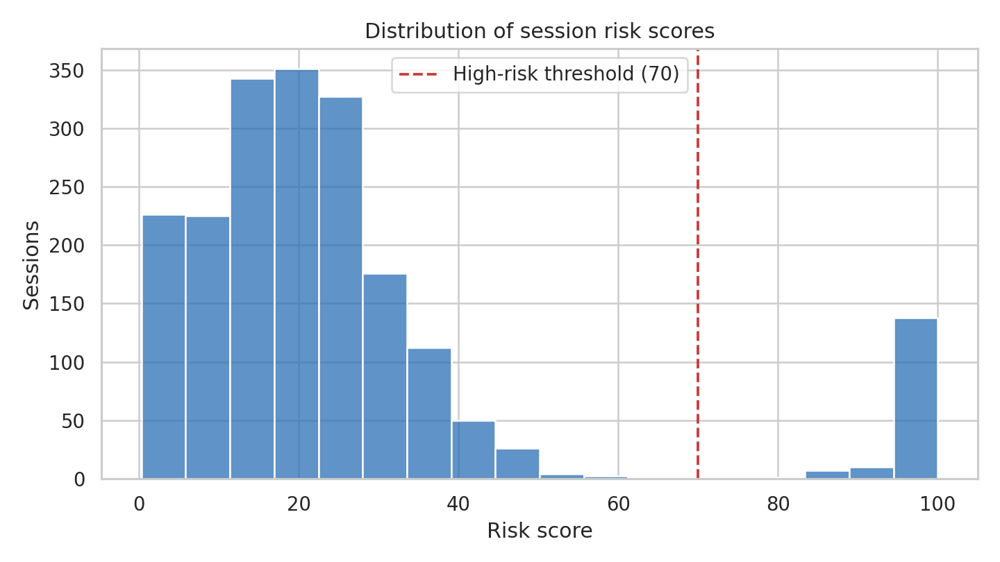 Distribution of session risk scores
High-risk threshold (70)
350
300
250
200
150
100
50
0
Sessions
0 20 40 60 80 100
Risk score